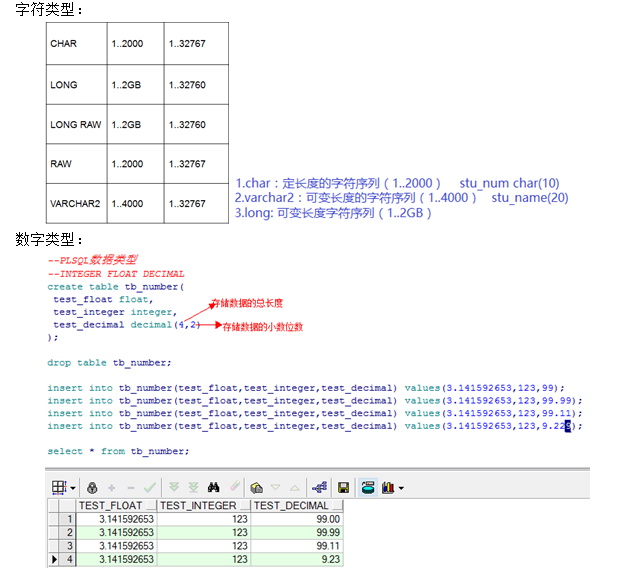 字符类型：
CHAR 1..2000 1..32767
LONG 1..2GB 1..32760
LONG RAW 1..2GB 1..32760
RAW 1..2000 1..32767
VARCHAR2 1..4000 1..32767
1.char：定长度的字符序列（1..2000） stu_num char(10)
2.varchar2：可变长度的字符序列（1..4000） stu_name(20)
3.long: 可变长度字符序列（1..2GB）
数字类型：
--PLSQL数据类型
--INTEGER FLOAT DECIMAL
create table tb_number(
test_float float,
存储数据的总长度
test_integer integer,
test_decimal decimal(4,2)
存储数据的小数位数
);
drop table tb_number;
insert into tb_number(test_float,test_integer,test_decimal) values(3.141592653,123,99);
insert into tb_number(test_float,test_integer,test_decimal) values(3.141592653,123,99.99);
insert into tb_number(test_float,test_integer,test_decimal) values(3.141592653,123,99.11);
insert into tb_number(test_float,test_integer,test_decimal) values(3.141592653,123,9.229);
select * from tb_number;
TEST_FLOAT TEST_INTEGER TEST_DECIMAL
1 3.141592653 123 99.00
2 3.141592653 123 99.99
3 3.141592653 123 99.11
4 3.141592653 123 9.23